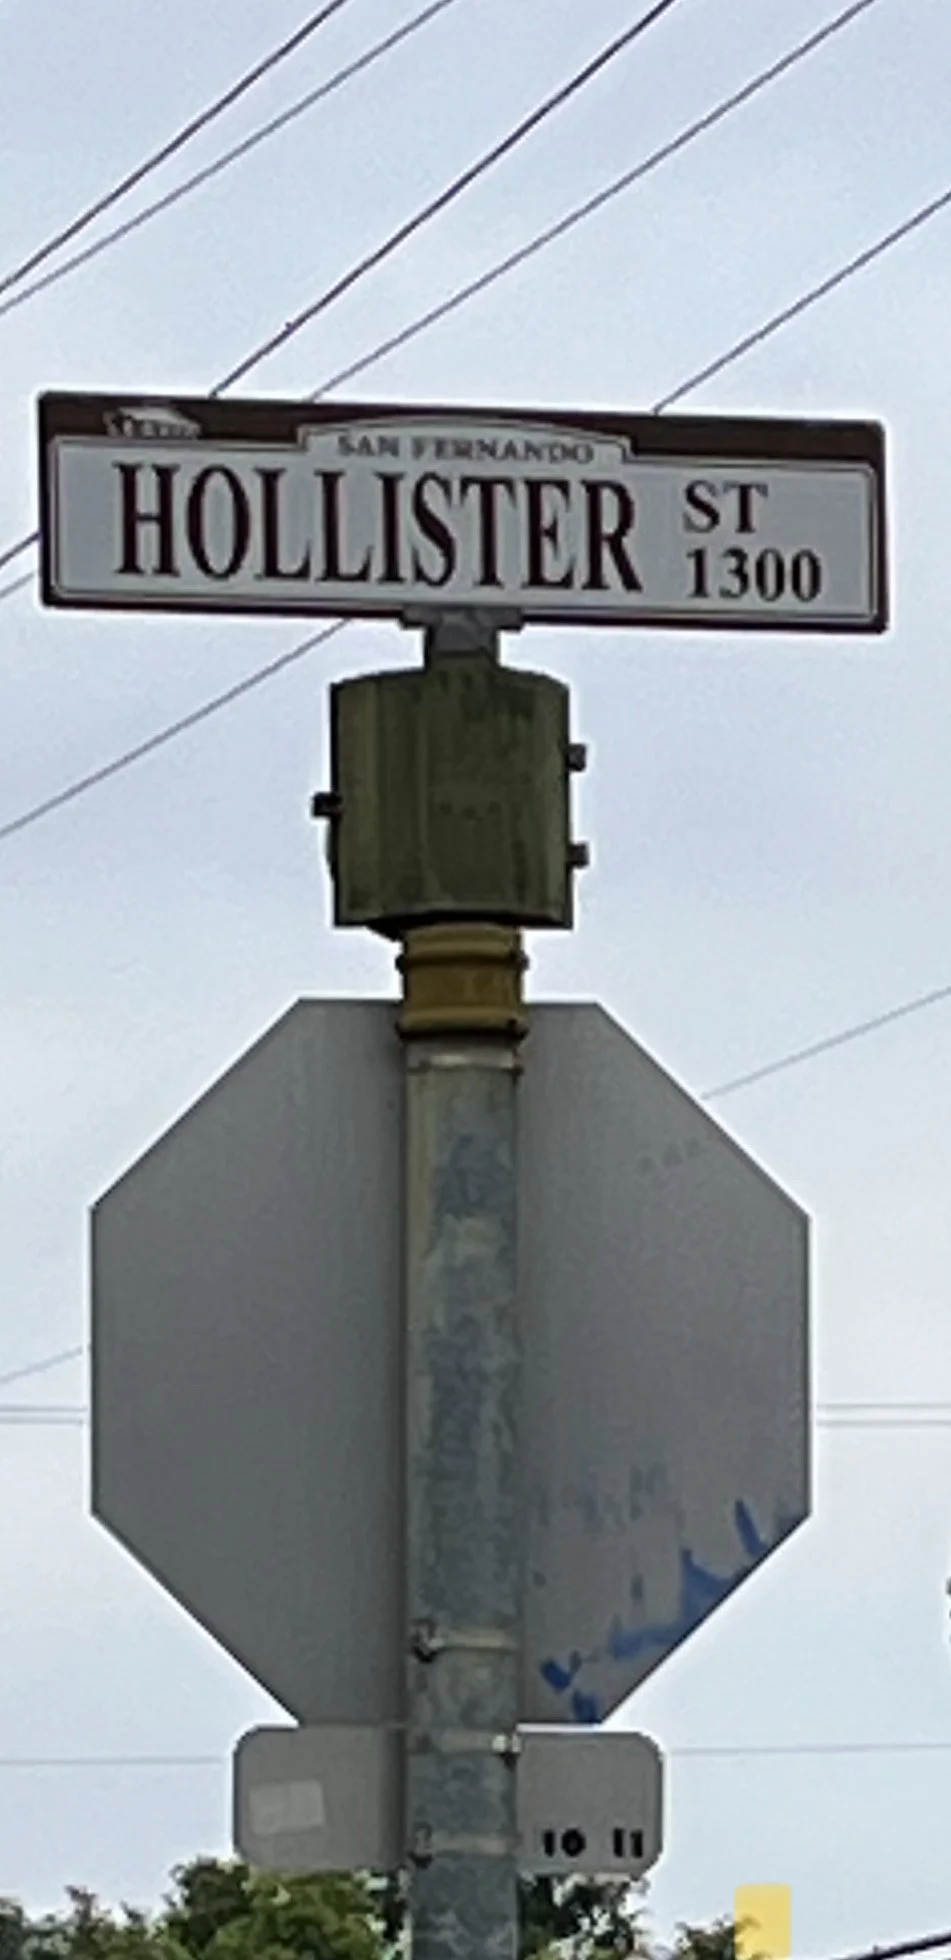 SAN FERNANDO
HOLLISTER ST
1300
10 11